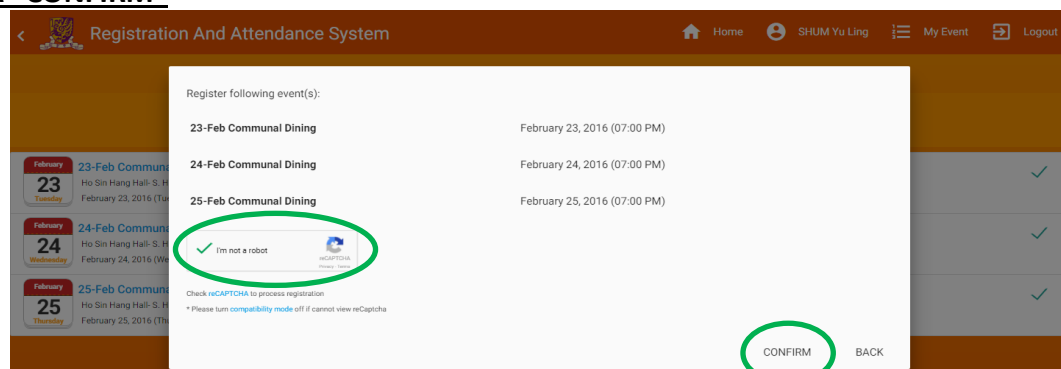 CONFIRM
Registration And Attendance System
Home
SHUM Yu Ling
My Event
Logout
Register following event(s):
23-Feb Communal Dining February 23, 2016 (07:00 PM)
24-Feb Communal Dining February 24, 2016 (07:00 PM)
25-Feb Communal Dining February 25, 2016 (07:00 PM)
I'm not a robot
reCAPTCHA
Privacy - Terms
Check reCAPTCHA to process registration
* Please turn compatibility mode off if cannot view reCaptcha
CONFIRM BACK
February
23
Tuesday
23-Feb Communa
Ho Sin Hang Hall- S. H
February 23, 2016 (Tue
February
24
Wednesday
24-Feb Communa
Ho Sin Hang Hall- S. H
February 24, 2016 (We
February
25
Thursday
25-Feb Communa
Ho Sin Hang Hall- S. H
February 25, 2016 (Thu